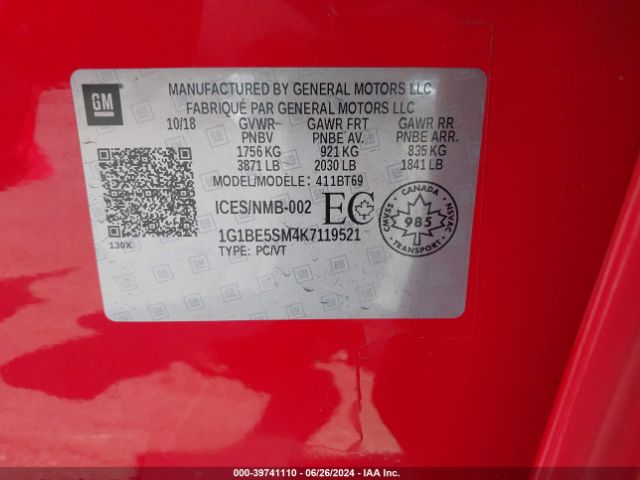 GM
MANUFACTURED BY GENERAL MOTORS LLC
FABRIQUÉ PAR GENERAL MOTORS LLC
10/18 GVWR GAWR FRT GAWR RR
PNBV PNBE AV. PNBE ARR.
1756 KG 921 KG 835 KG
3871 LB 2030 LB 1841 LB
MODEL/MODÈLE: 411BT69
ICES/NMB-002 EC
1G1BE5SM4K7119521
TYPE: PC/VT
130X
CANADA
CMVSS
985
NSVAC
TRANSPORT
000-39741110 - 06/26/2024 - IAA Inc.